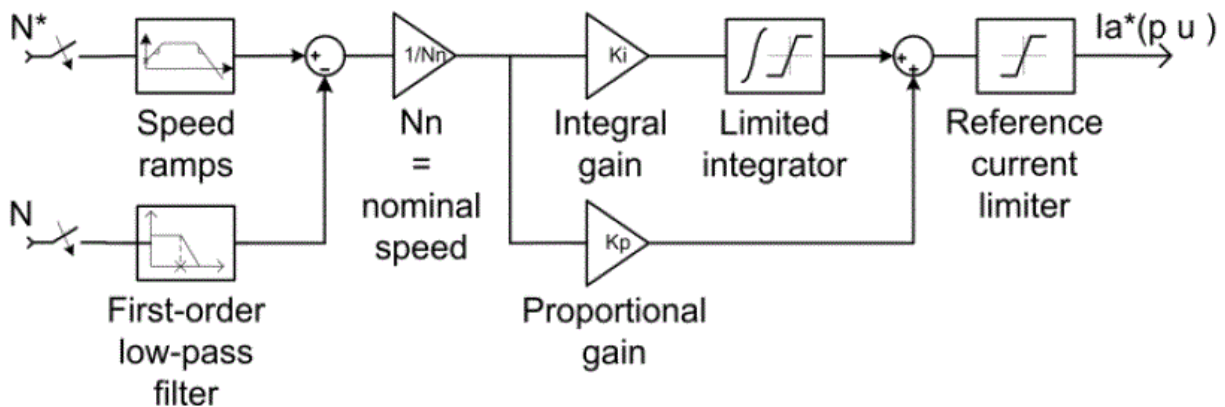 N*
Ia*(p u )
+
-
1/Nn
Ki
+
+
Speed
ramps
Nn
=
nominal
speed
Integral
gain
Limited
integrator
Reference
current
limiter
N
Kp
First-order
low-pass
filter
Proportional
gain